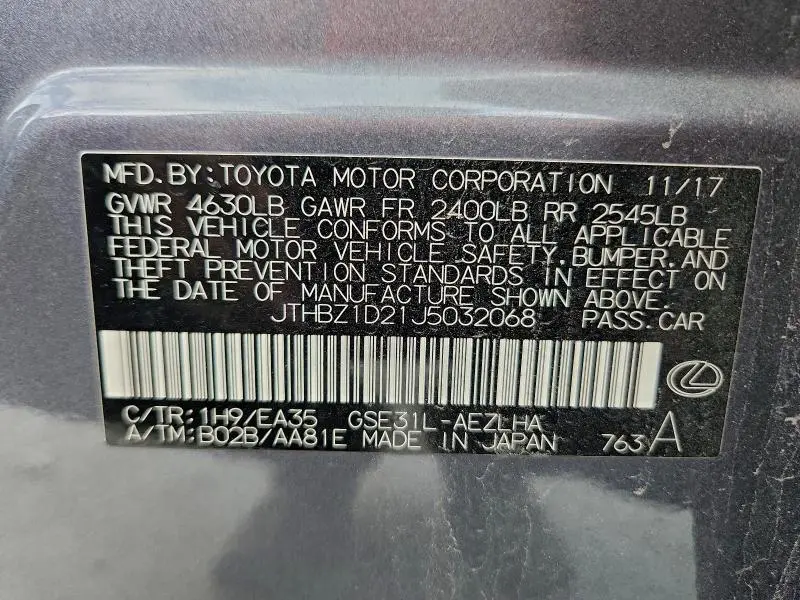 MFD.BY:TOYOTA MOTOR CORPORATION 11/17
GVWR 4630LB GAWR FR 2400LB RR 2545LB
THIS VEHICLE CONFORMS TO ALL APPLICABLE
FEDERAL MOTOR VEHICLE SAFETY,BUMPER,AND
THEFT PREVENTION STANDARDS IN EFFECT ON
THE DATE OF MANUFACTURE SHOWN ABOVE.
JTHBZ1D21J5032068 PASS.CAR
C/TR:1H9/EA35 GSE31L-AEZLHA
A/TM:B02B/AA81E MADE IN JAPAN 763 A